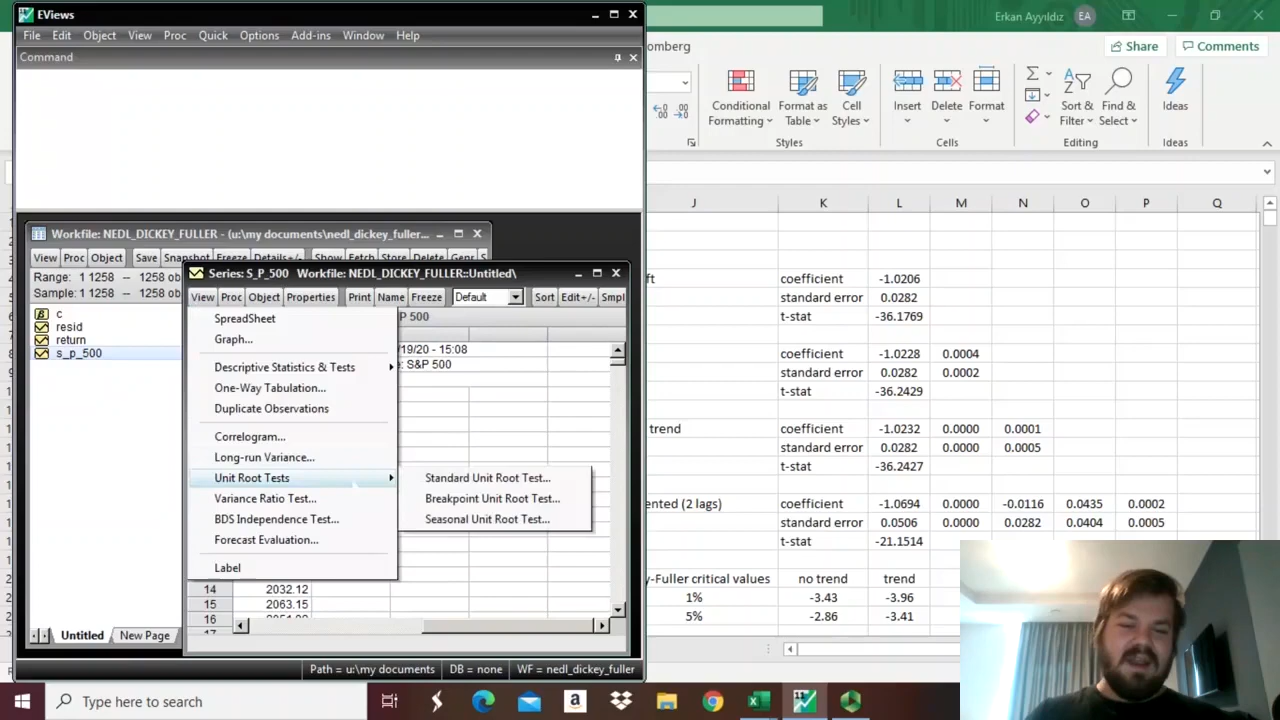 EViews
Erkan Ayyıldız EA
File Edit Object View Proc Quick Options Add-ins Window Help
Command
omberg
Share Comments
Conditional Formatting
Format as Table
Cell Styles
Insert Delete Format
Sort & Filter
Find & Select
Ideas
Styles Cells Editing Ideas
J K L M N O P Q
Workfile: NEDL_DICKEY_FULLER - (u:\my documents\nedl_dickey_fuller...
View Proc Object Save Snapshot Freeze Details+/- Show Fetch Store Delete Genr S
Range: 1 1258 -- 1258 ob
Sample: 1 1258 -- 1258 ob
c
resid
return
s_p_500
Untitled New Page
Series: S_P_500 Workfile: NEDL_DICKEY_FULLER::Untitled\
View Proc Object Properties Print Name Freeze Default Sort Edit+/- Smpl
P 500
/19/20 - 15:08
: S&P 500
SpreadSheet
Graph...
Descriptive Statistics & Tests
One-Way Tabulation...
Duplicate Observations
Correlogram...
Long-run Variance...
Unit Root Tests
Variance Ratio Test...
BDS Independence Test...
Forecast Evaluation...
Label
Standard Unit Root Test...
Breakpoint Unit Root Test...
Seasonal Unit Root Test...
14 2032.12
15 2063.15
ft coefficient -1.0206
standard error 0.0282
t-stat -36.1769
coefficient -1.0228 0.0004
standard error 0.0282 0.0002
t-stat -36.2429
trend coefficient -1.0232 0.0000 0.0001
standard error 0.0282 0.0000 0.0005
t-stat -36.2427
ented (2 lags) coefficient -1.0694 0.0000 -0.0116 0.0435 0.0002
standard error 0.0506 0.0000 0.0282 0.0404 0.0005
t-stat -21.1514
y-Fuller critical values no trend trend
1% -3.43 -3.96
5% -2.86 -3.41
Path = u:\my documents DB = none WF = nedl_dickey_fuller
Type here to search